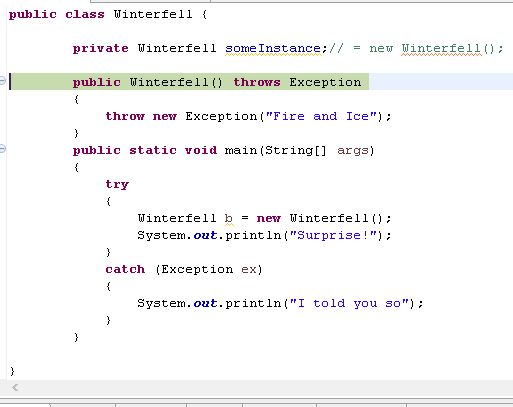 public class Winterfell {
private Winterfell someInstance;// = new Winterfell();
public Winterfell() throws Exception
{
throw new Exception("Fire and Ice");
}
public static void main(String[] args)
{
try
{
Winterfell b = new Winterfell();
System.out.println("Surprise!");
}
catch (Exception ex)
{
System.out.println("I told you so");
}
}
}